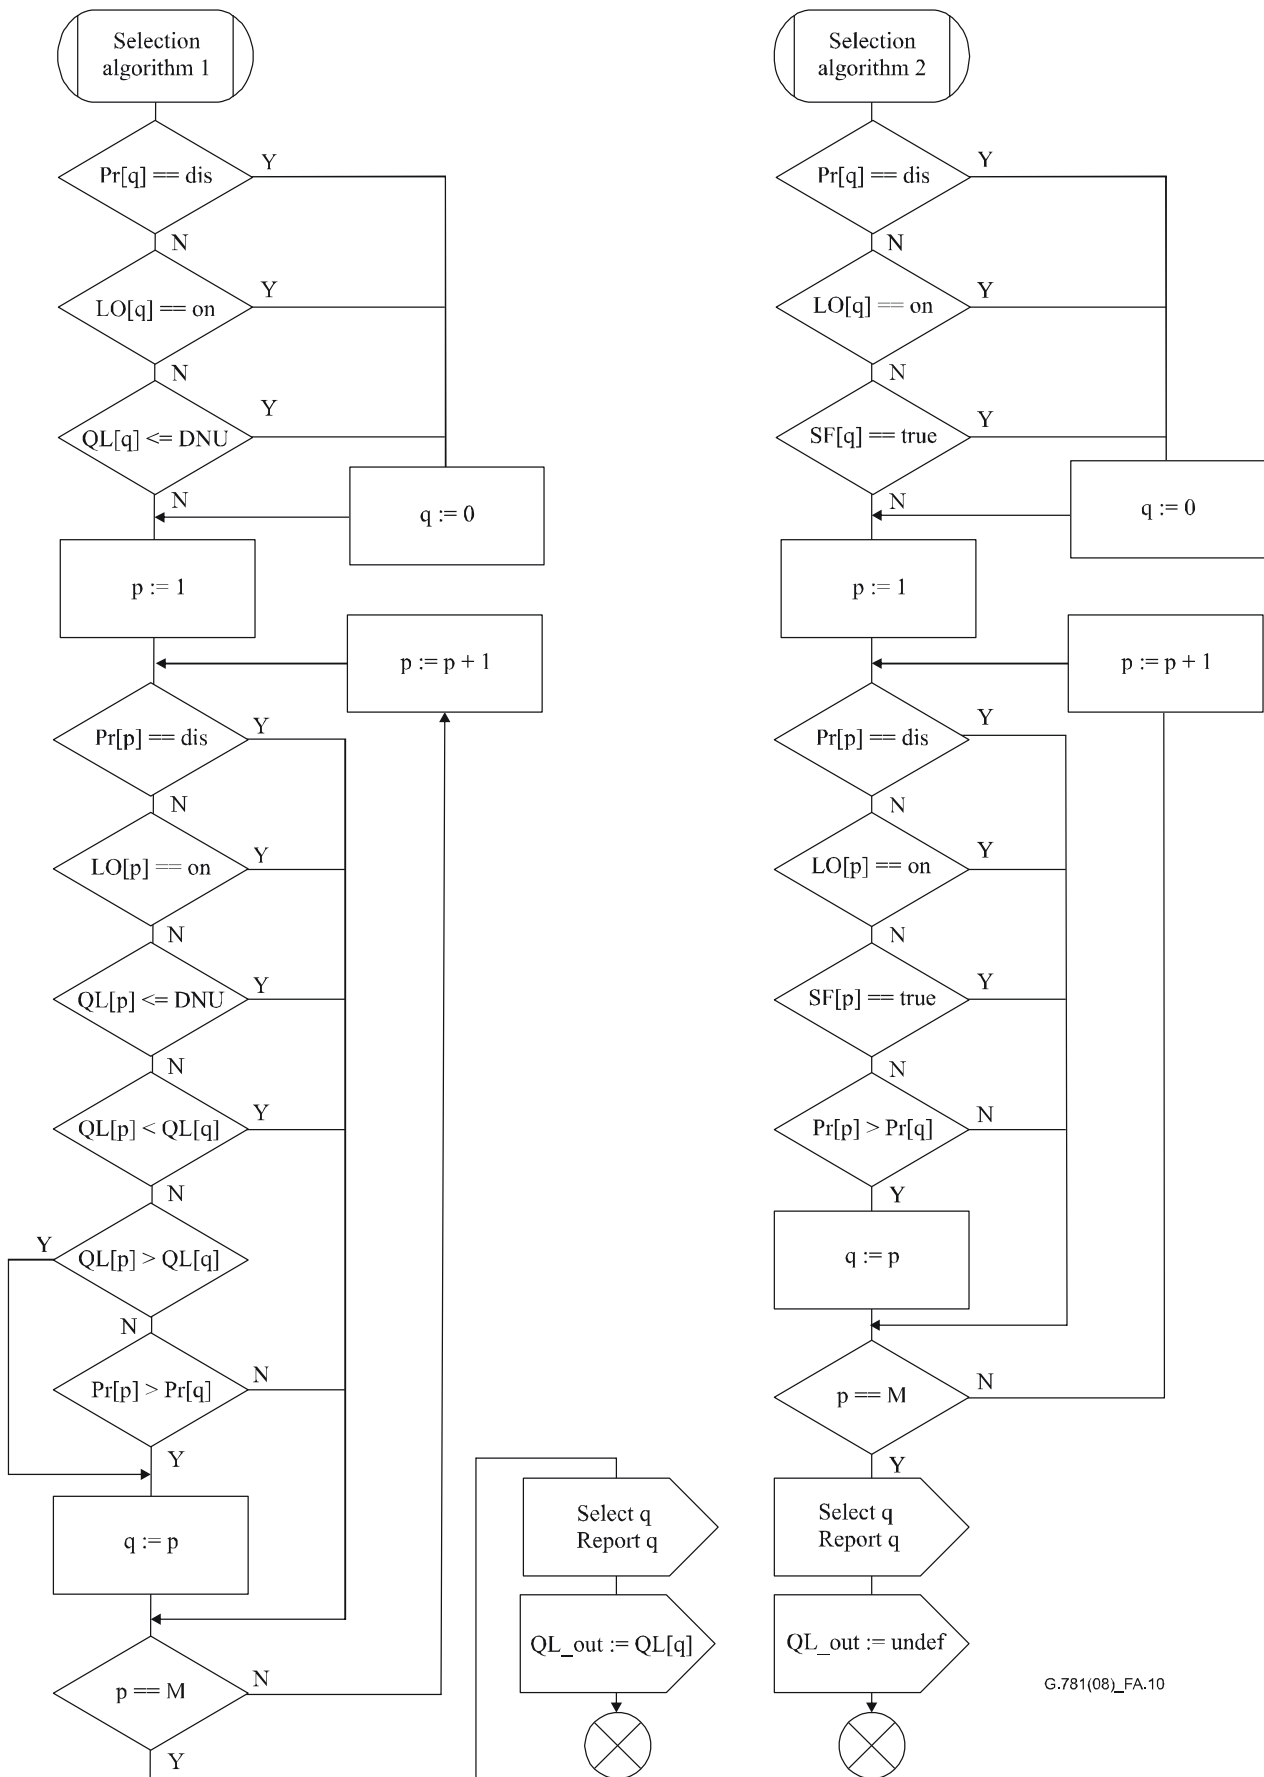 Selection
algorithm 1
Pr[q] == dis
Y
N
LO[q] == on
Y
N
QL[q] <= DNU
Y
N
q := 0
p := 1
p := p + 1
Pr[p] == dis
Y
N
LO[p] == on
Y
N
QL[p] <= DNU
Y
N
QL[p] < QL[q]
Y
N
Y
QL[p] > QL[q]
N
Pr[p] > Pr[q]
N
Y
q := p
p == M
N
Y
Select q
Report q
QL_out := QL[q]
Selection
algorithm 2
Pr[q] == dis
Y
N
LO[q] == on
Y
N
SF[q] == true
Y
N
q := 0
p := 1
p := p + 1
Pr[p] == dis
Y
N
LO[p] == on
Y
N
SF[p] == true
Y
N
Pr[p] > Pr[q]
N
Y
q := p
p == M
N
Y
Select q
Report q
QL_out := undef
G.781(08)_FA.10